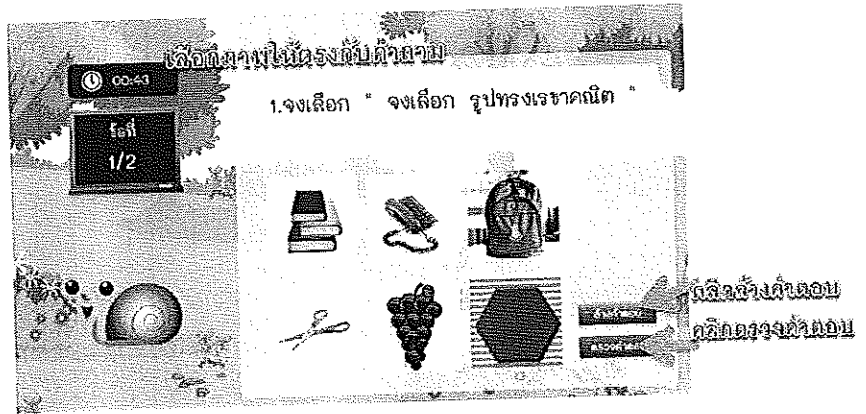 เลือกภาพให้ตรงกับคำถาม
00:43
1.จงเลือก " จงเลือก รูปทรงเรขาคณิต "
ข้อที่
1/2
คลิกล้างคำตอบ
คลิกตรวจคำตอบ